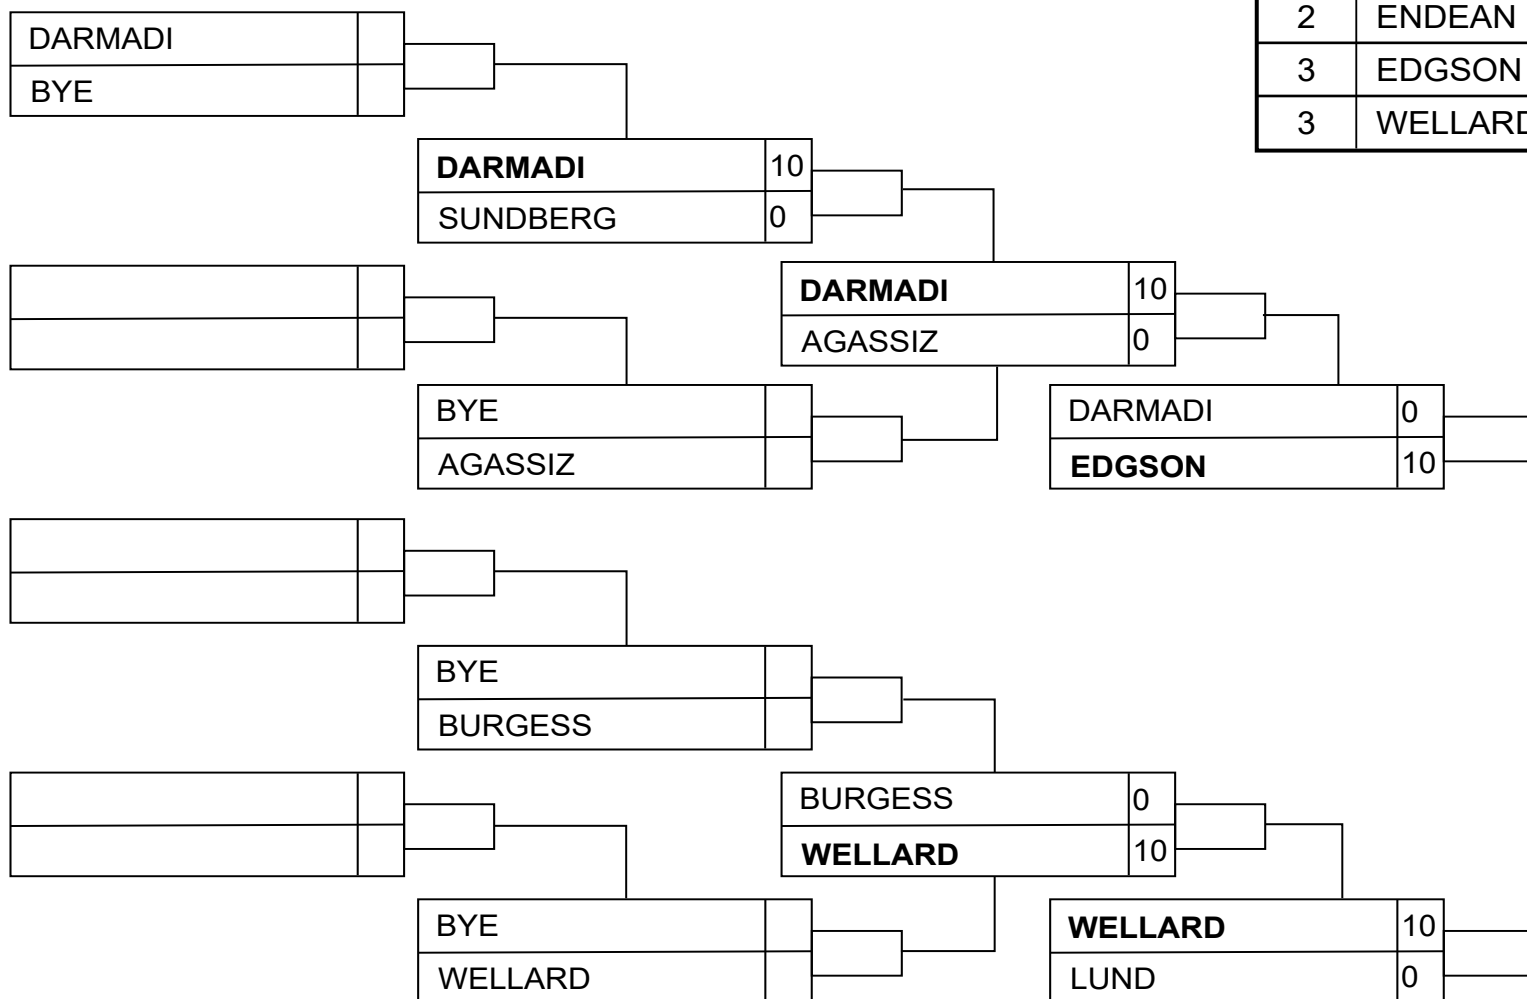 2 ENDEAN
3 EDGSON
3 WELLARD
DARMADI
BYE
DARMADI 10
SUNDBERG 0
DARMADI 10
AGASSIZ 0
BYE
AGASSIZ
DARMADI 0
EDGSON 10
BYE
BURGESS
BURGESS 0
WELLARD 10
BYE
WELLARD
WELLARD 10
LUND 0